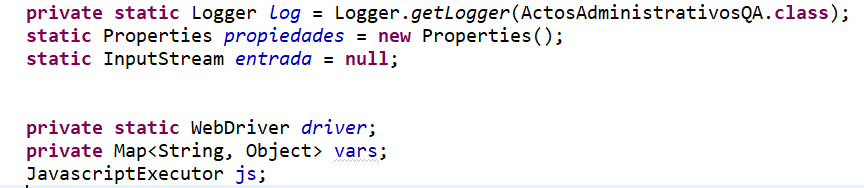 private static Logger log = Logger.getLogger(ActosAdministrativosQA.class);
static Properties propiedades = new Properties();
static InputStream entrada = null;
private static WebDriver driver;
private Map<String, Object> vars;
JavascriptExecutor js;